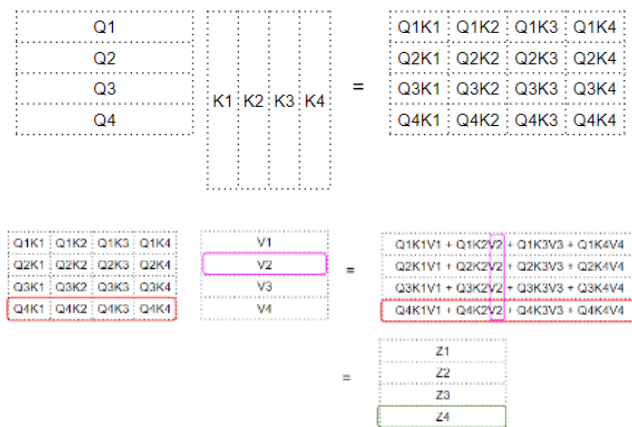 Q1
Q2
Q3
Q4
K1 K2 K3 K4
=
Q1K1 Q1K2 Q1K3 Q1K4
Q2K1 Q2K2 Q2K3 Q2K4
Q3K1 Q3K2 Q3K3 Q3K4
Q4K1 Q4K2 Q4K3 Q4K4
Q1K1 Q1K2 Q1K3 Q1K4
Q2K1 Q2K2 Q2K3 Q2K4
Q3K1 Q3K2 Q3K3 Q3K4
Q4K1 Q4K2 Q4K3 Q4K4
V1
V2
V3
V4
=
Q1K1V1 + Q1K2V2 + Q1K3V3 + Q1K4V4
Q2K1V1 + Q2K2V2 + Q2K3V3 + Q2K4V4
Q3K1V1 + Q3K2V2 + Q3K3V3 + Q3K4V4
Q4K1V1 + Q4K2V2 + Q4K3V3 + Q4K4V4
=
Z1
Z2
Z3
Z4